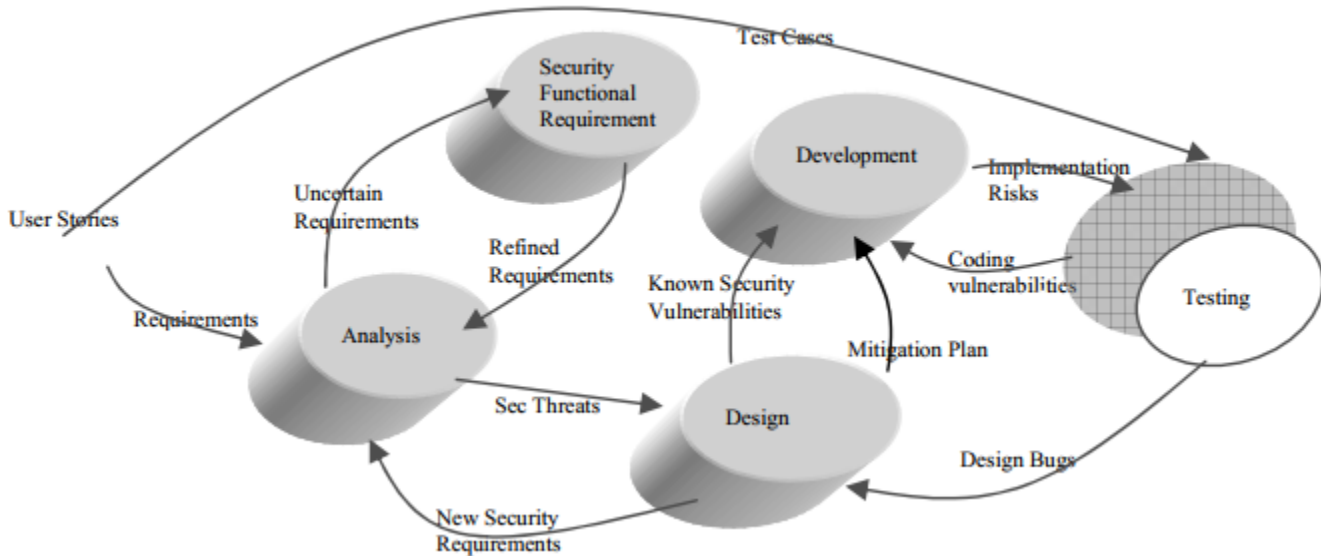 Test Cases
Security
Functional
Requirement
Development
Implementation
Risks
Uncertain
Requirements
User Stories
Refined
Requirements
Known Security
Vulnerabilities
Coding
vulnerabilities
Testing
Requirements
Analysis
Mitigation Plan
Sec Threats
Design
Design Bugs
New Security
Requirements